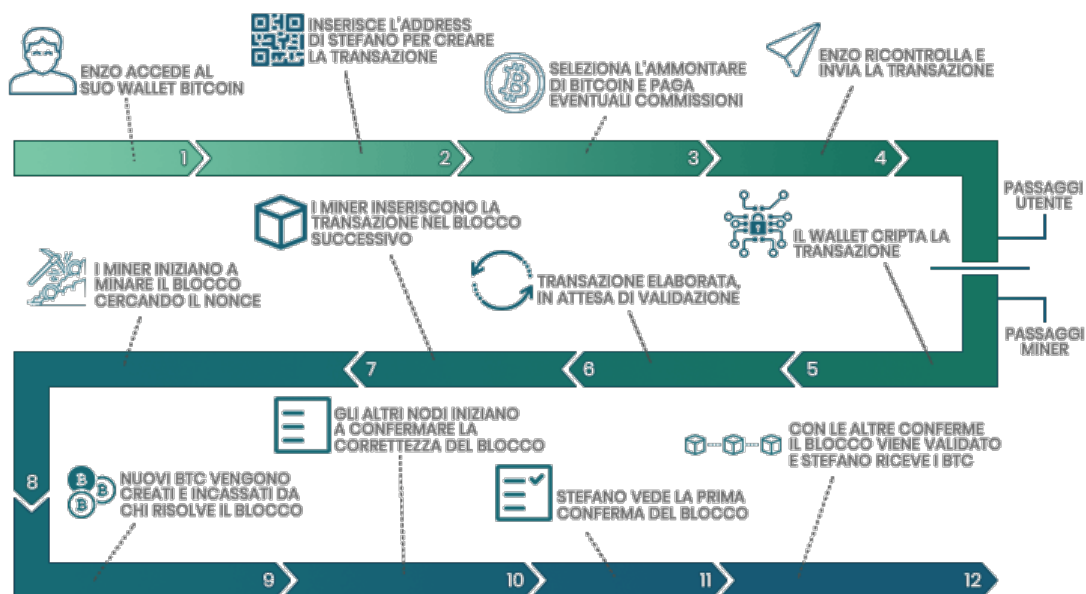 ENZO ACCEDE AL
SUO WALLET BITCOIN
1
INSERISCE L'ADDRESS
DI STEFANO PER CREARE
LA TRANSAZIONE
2
SELEZIONA L'AMMONTARE
DI BITCOIN E PAGA
EVENTUALI COMMISSIONI
3
ENZO RICONTROLLA E
INVIA LA TRANSAZIONE
4
PASSAGGI
UTENTE
PASSAGGI
MINER
IL WALLET CRIPTA LA
TRANSAZIONE
5
TRANSAZIONE ELABORATA,
IN ATTESA DI VALIDAZIONE
6
I MINER INSERISCONO LA
TRANSAZIONE NEL BLOCCO
SUCCESSIVO
7
I MINER INIZIANO A
MINARE IL BLOCCO
CERCANDO IL NONCE
8
NUOVI BTC VENGONO
CREATI E INCASSATI DA
CHI RISOLVE IL BLOCCO
9
GLI ALTRI NODI INIZIANO
A CONFERMARE LA
CORRETTEZZA DEL BLOCCO
10
STEFANO VEDE LA PRIMA
CONFERMA DEL BLOCCO
11
CON LE ALTRE CONFERME
IL BLOCCO VIENE VALIDATO
E STEFANO RICEVE I BTC
12